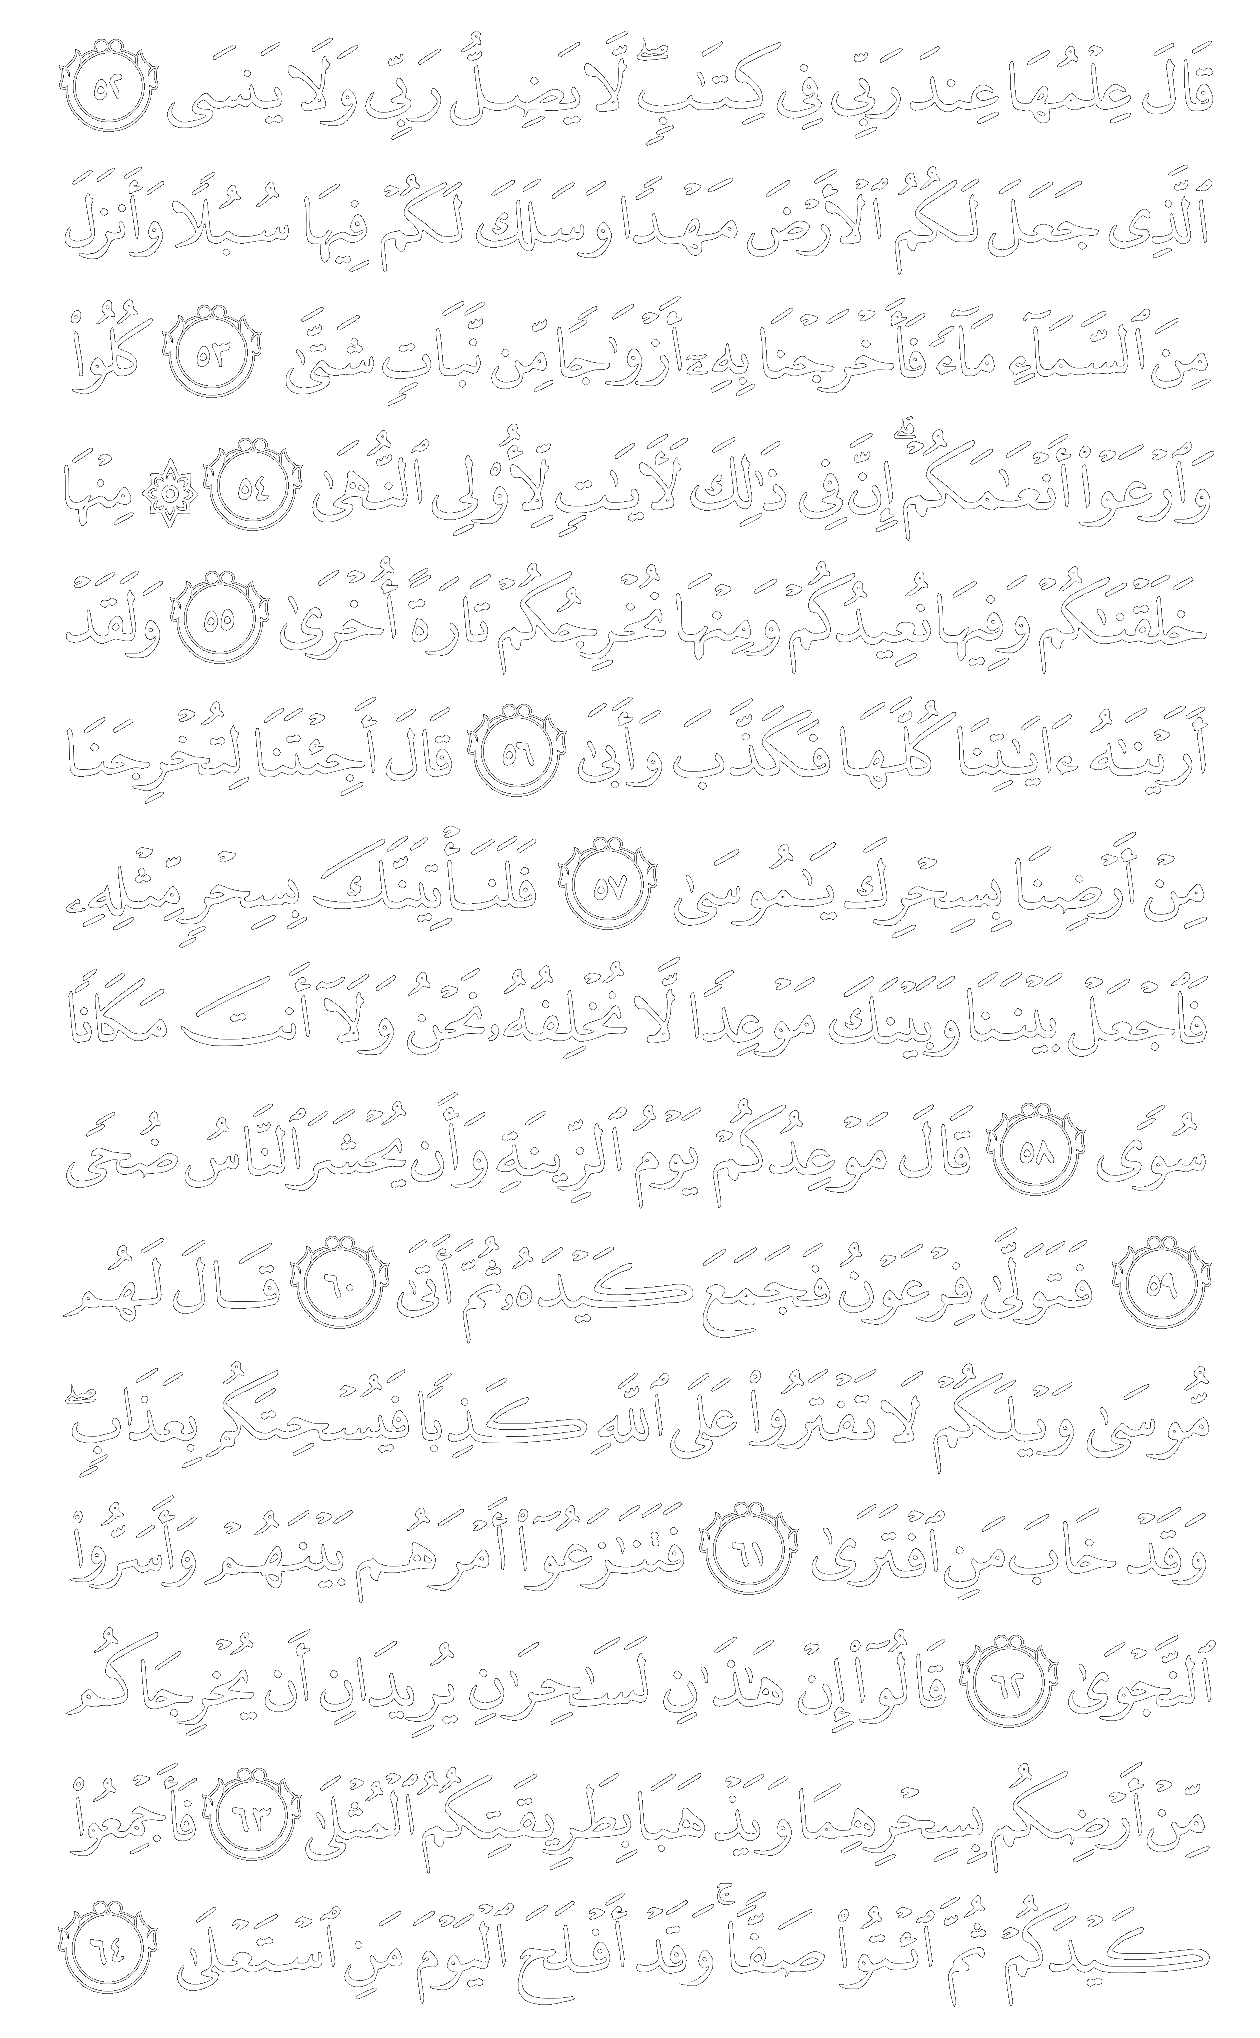 قَالَ عِلْمُهَا عِندَ رَبِّى فِى كِتَـٰبٍ ۖ لَّا يَضِلُّ رَبِّى وَلَا يَنسَى ٥٢
ٱلَّذِى جَعَلَ لَكُمُ ٱلْأَرْضَ مَهْدًا وَسَلَكَ لَكُمْ فِيهَا سُبُلًا وَأَنزَلَ
مِنَ ٱلسَّمَآءِ مَآءً فَأَخْرَجْنَا بِهِۦٓ أَزْوَٰجًا مِّن نَّبَاتٍ شَتَّىٰ ٥٣ كُلُوا۟
وَٱرْعَوْا۟ أَنْعَـٰمَكُمْ ۗ إِنَّ فِى ذَٰلِكَ لَـَٔايَـٰتٍ لِّأُو۟لِى ٱلنُّهَىٰ ٥٤ ۞ مِنْهَا
خَلَقْنَـٰكُمْ وَفِيهَا نُعِيدُكُمْ وَمِنْهَا نُخْرِجُكُمْ تَارَةً أُخْرَىٰ ٥٥ وَلَقَدْ
أَرَيْنَـٰهُ ءَايَـٰتِنَا كُلَّهَا فَكَذَّبَ وَأَبَىٰ ٥٦ قَالَ أَجِئْتَنَا لِتُخْرِجَنَا
مِنْ أَرْضِنَا بِسِحْرِكَ يَـٰمُوسَىٰ ٥٧ فَلَنَأْتِيَنَّكَ بِسِحْرٍ مِّثْلِهِۦ
فَٱجْعَلْ بَيْنَنَا وَبَيْنَكَ مَوْعِدًا لَّا نُخْلِفُهُۥ نَحْنُ وَلَآ أَنتَ مَكَانًا
سُوًى ٥٨ قَالَ مَوْعِدُكُمْ يَوْمُ ٱلزِّينَةِ وَأَن يُحْشَرَ ٱلنَّاسُ ضُحًى
٥٩ فَتَوَلَّىٰ فِرْعَوْنُ فَجَمَعَ كَيْدَهُۥ ثُمَّ أَتَىٰ ٦٠ قَالَ لَهُم
مُّوسَىٰ وَيْلَكُمْ لَا تَفْتَرُوا۟ عَلَى ٱللَّهِ كَذِبًا فَيُسْحِتَكُم بِعَذَابٍ ۖ
وَقَدْ خَابَ مَنِ ٱفْتَرَىٰ ٦١ فَتَنَـٰزَعُوٓا۟ أَمْرَهُم بَيْنَهُمْ وَأَسَرُّوا۟
ٱلنَّجْوَىٰ ٦٢ قَالُوٓا۟ إِنْ هَـٰذَٰنِ لَسَـٰحِرَٰنِ يُرِيدَانِ أَن يُخْرِجَاكُم
مِّنْ أَرْضِكُم بِسِحْرِهِمَا وَيَذْهَبَا بِطَرِيقَتِكُمُ ٱلْمُثْلَىٰ ٦٣ فَأَجْمِعُوا۟
كَيْدَكُمْ ثُمَّ ٱئْتُوا۟ صَفًّا ۚ وَقَدْ أَفْلَحَ ٱلْيَوْمَ مَنِ ٱسْتَعْلَىٰ ٦٤